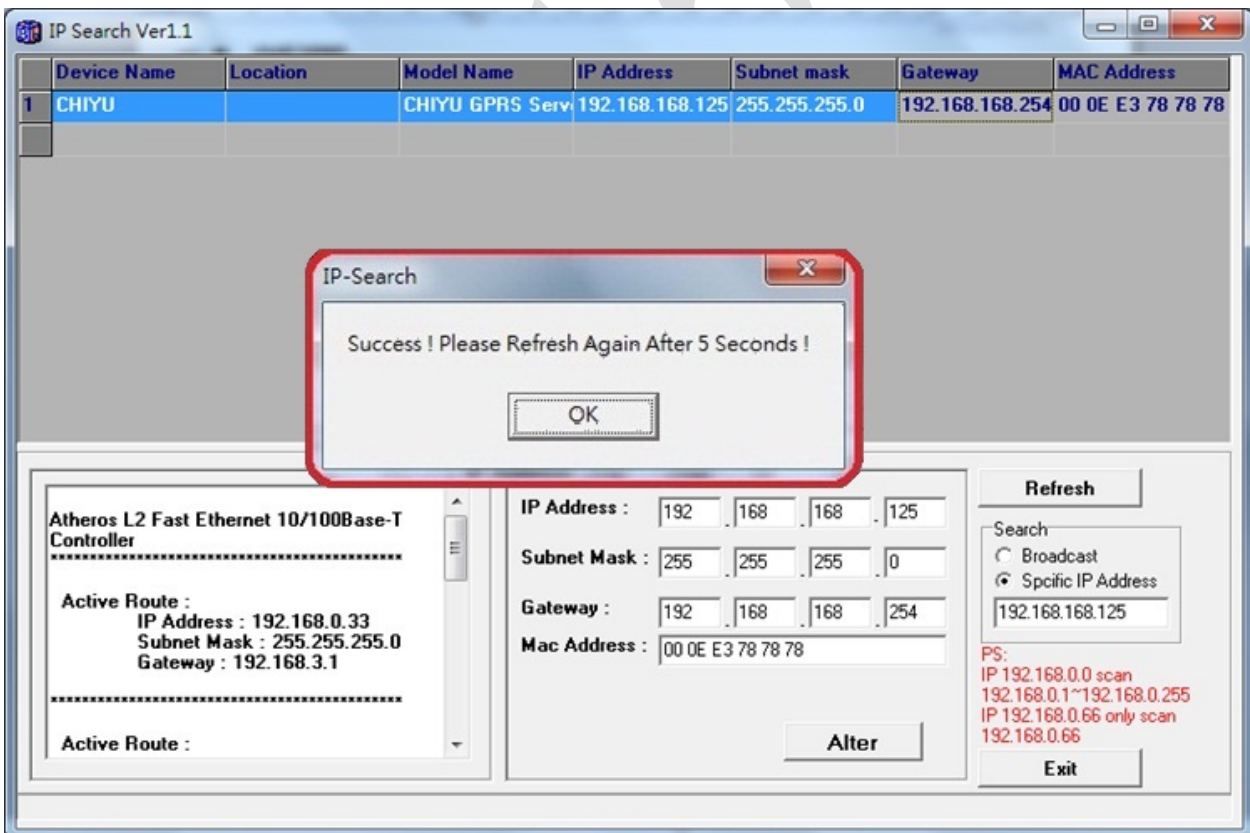 IP Search Ver1.1
Device Name Location Model Name IP Address Subnet mask Gateway MAC Address
1 CHIYU CHIYU GPRS Serv 192.168.168.125 255.255.255.0 192.168.168.254 00 0E E3 78 78 78
IP-Search
Success ! Please Refresh Again After 5 Seconds !
OK
Atheros L2 Fast Ethernet 10/100Base-T
Controller
Active Route :
IP Address : 192.168.0.33
Subnet Mask : 255.255.255.0
Gateway : 192.168.3.1
Active Route :
IP Address : 192 . 168 . 168 . 125
Subnet Mask : 255 . 255 . 255 . 0
Gateway : 192 . 168 . 168 . 254
Mac Address : 00 0E E3 78 78 78
Alter
Refresh
Search
Broadcast
Spcific IP Address
192.168.168.125
PS:
IP 192.168.0.0 scan
192.168.0.1~192.168.0.255
IP 192.168.0.66 only scan
192.168.0.66
Exit